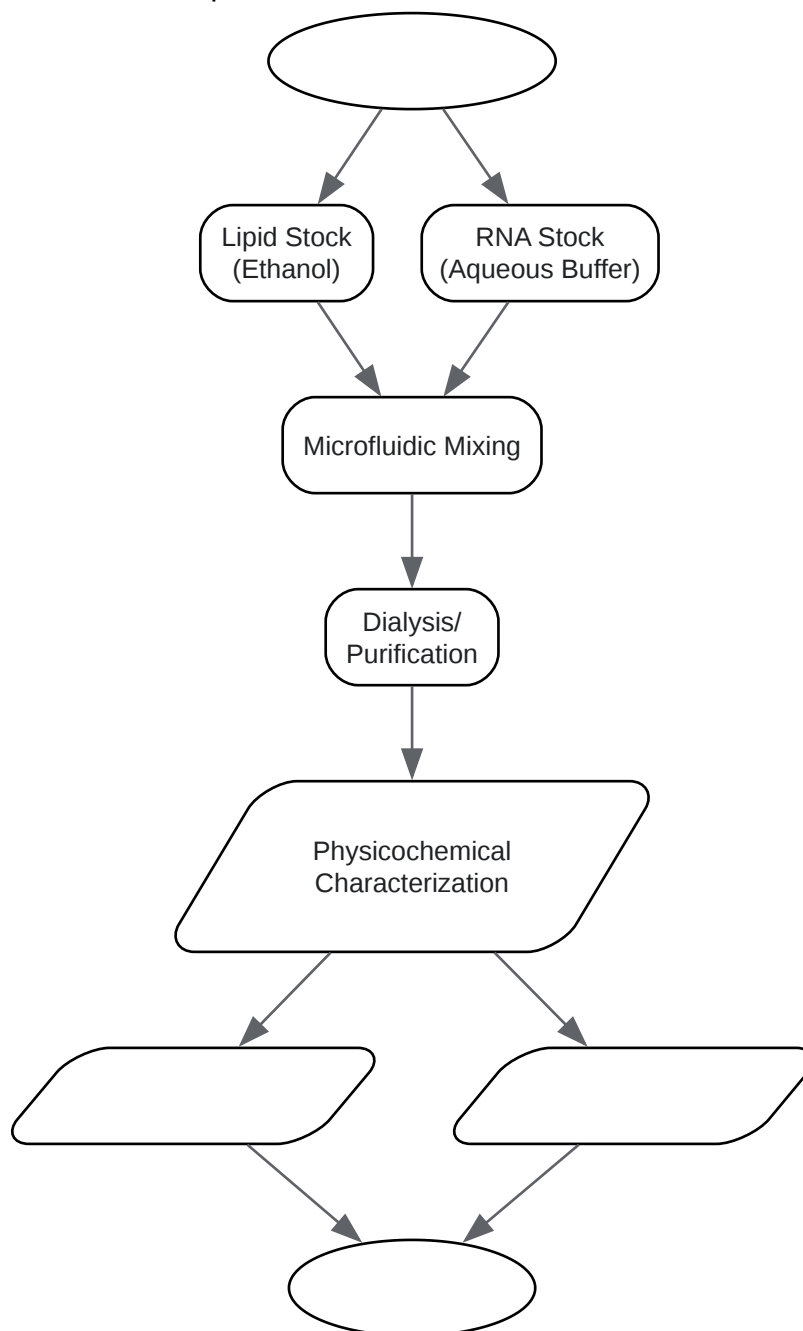 Lipid Stock
(Ethanol)
RNA Stock
(Aqueous Buffer)
Microfluidic Mixing
Dialysis/
Purification
Physicochemical
Characterization